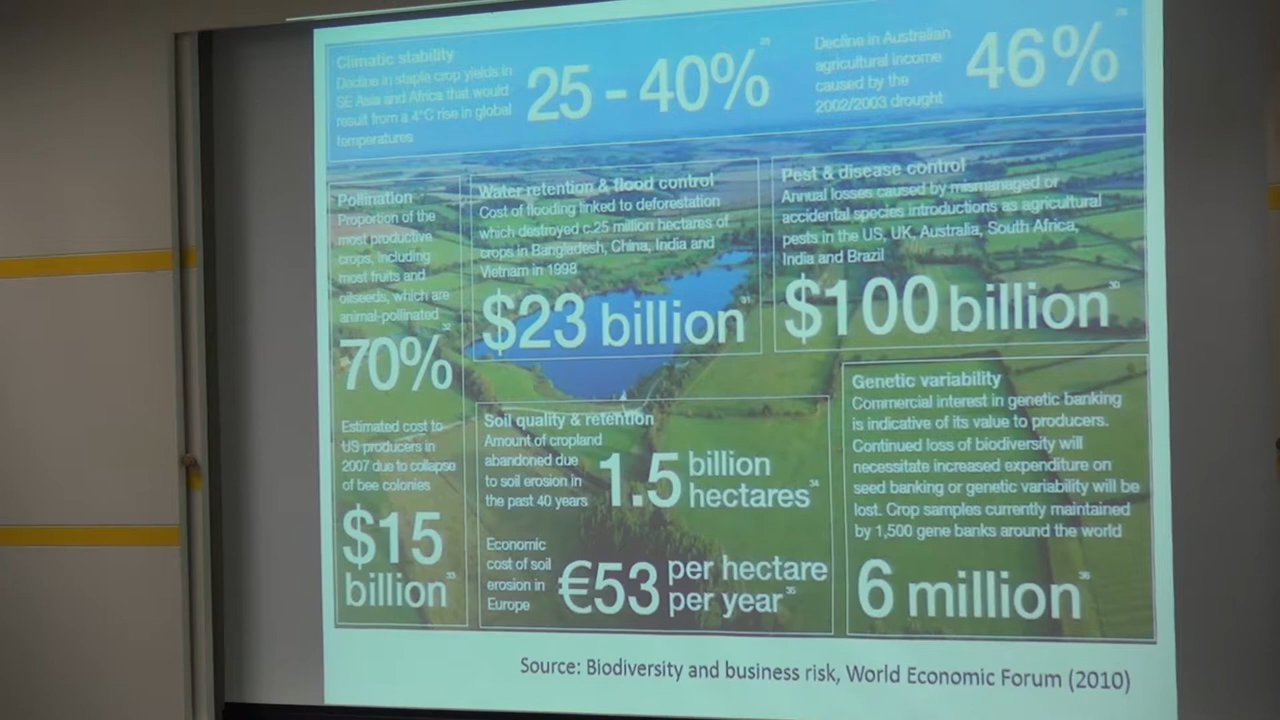 Climatic stability
Decline in staple crop yields in
SE Asia and Africa that would
result from a 4°C rise in global
temperatures
25 - 40%
Decline in Australian
agricultural income
caused by the
2002/2003 drought
46%
Pollination
Proportion of the
most productive
crops, including
most fruits and
oilseeds, which are
animal-pollinated
70%
32
Estimated cost to
US producers in
2007 due to collapse
of bee colonies
$15
billion
33
Water retention & flood control
Cost of flooding linked to deforestation
which destroyed c.25 million hectares of
crops in Bangladesh, China, India and
Vietnam in 1998
$23 billion
31
Pest & disease control
Annual losses caused by mismanaged or
accidental species introductions as agricultural
pests in the US, UK, Australia, South Africa,
India and Brazil
$100 billion
30
Soil quality & retention
Amount of cropland
abandoned due
to soil erosion in
the past 40 years
1.5 billion
hectares
34
Economic
cost of soil
erosion in
Europe
€53 per hectare
per year
35
Genetic variability
Commercial interest in genetic banking
is indicative of its value to producers.
Continued loss of biodiversity will
necessitate increased expenditure on
seed banking or genetic variability will be
lost. Crop samples currently maintained
by 1,500 gene banks around the world
6 million
36
Source: Biodiversity and business risk, World Economic Forum (2010)